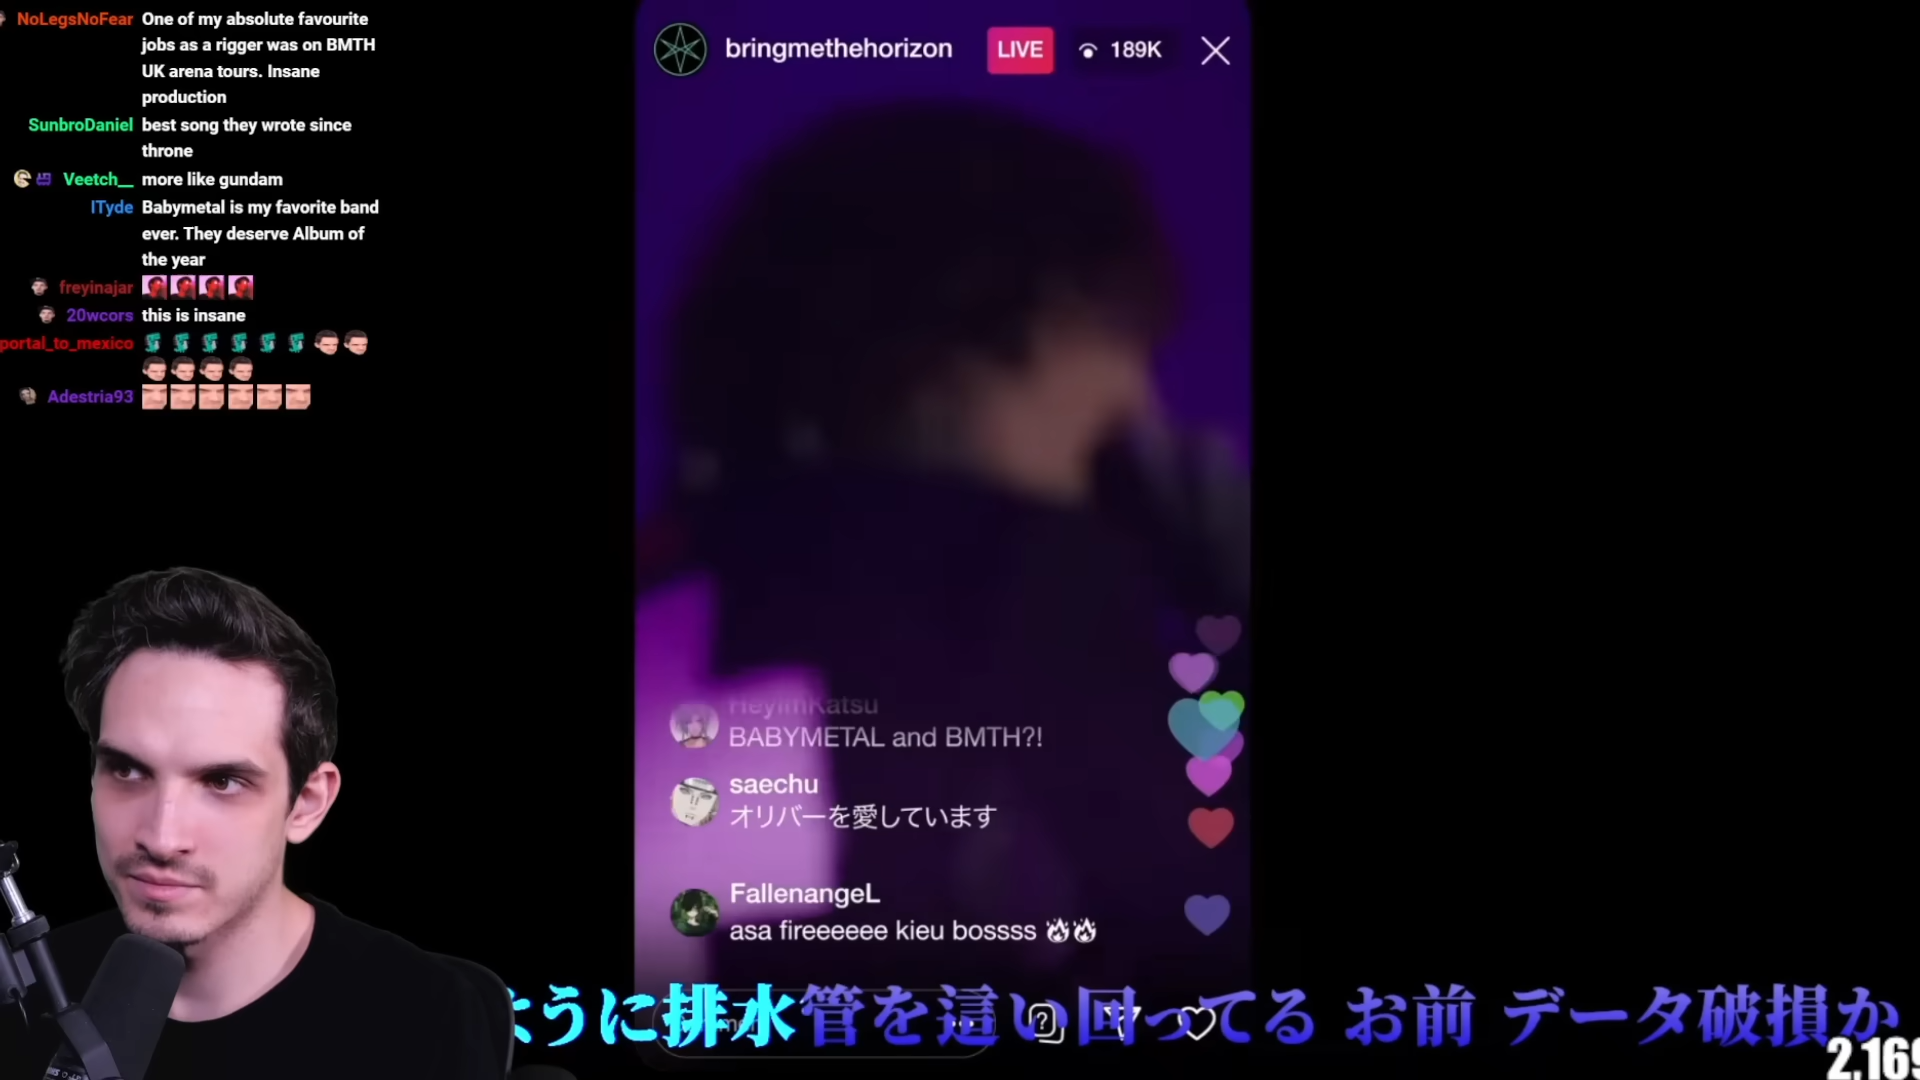 NoLegsNoFear One of my absolute favourite
jobs as a rigger was on BMTH
UK arena tours. Insane
production
SunbroDaniel best song they wrote since
throne
Veetch__ more like gundam
ITyde Babymetal is my favorite band
ever. They deserve Album of
the year
freyinajar
20wcors this is insane
portal_to_mexico
Adestria93
bringmethehorizon LIVE 189K
HeyimKatsu
BABYMETAL and BMTH?!
saechu
オリバーを愛しています
FallenangeL
asa fireeeeee kieu bossss 🔥🔥
ように排水管を這い回ってる お前 データ破損か
2,169